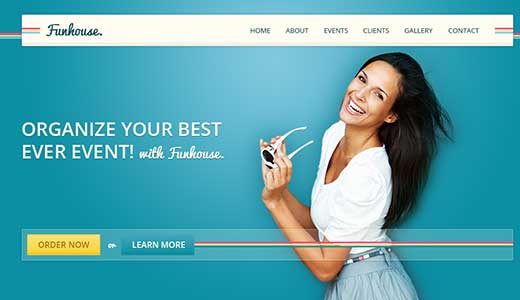 Funhouse.
HOME ABOUT EVENTS CLIENTS GALLERY CONTACT
ORGANIZE YOUR BEST
EVER EVENT! with Funhouse.
ORDER NOW or LEARN MORE